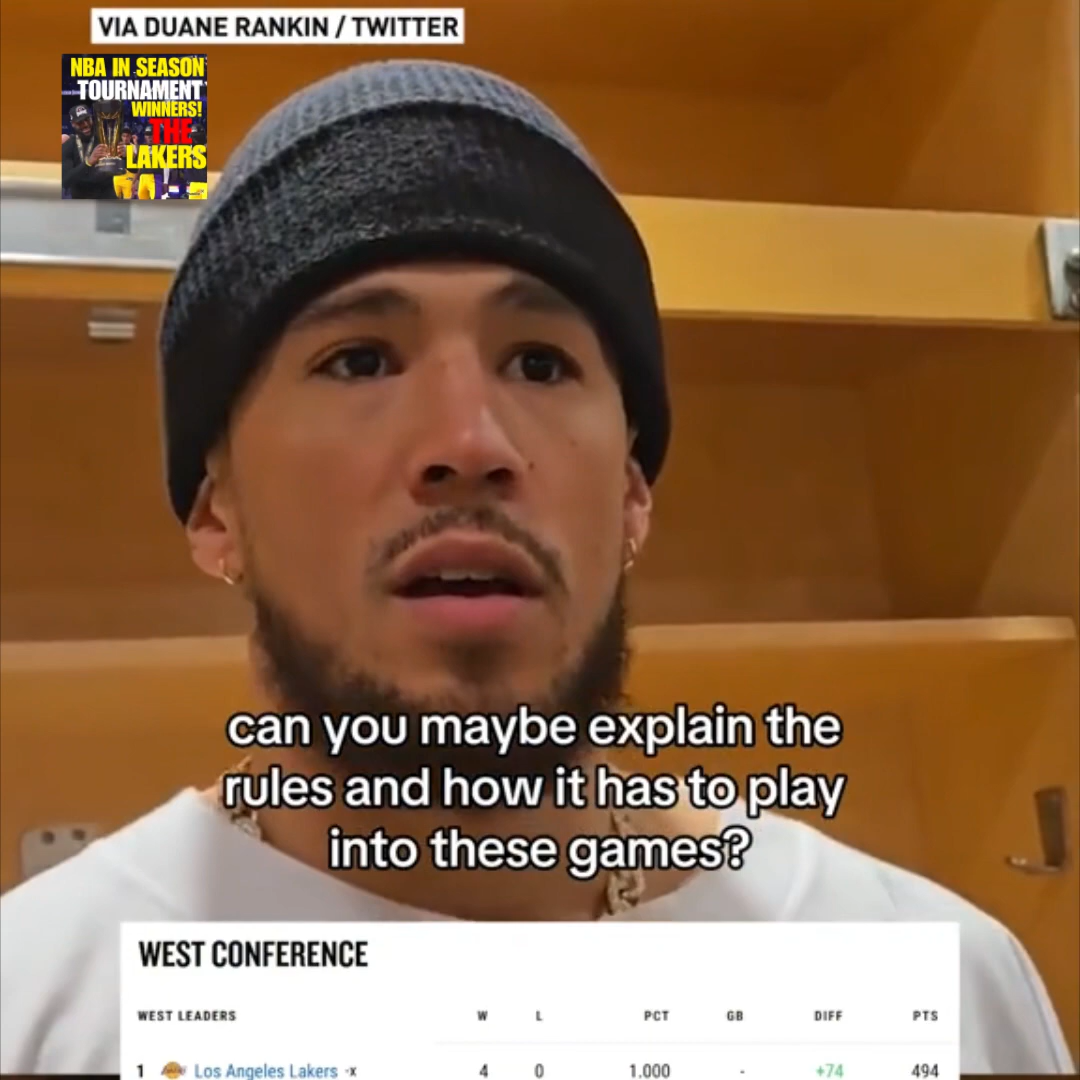 VIA DUANE RANKIN / TWITTER
NBA IN SEASON
TOURNAMENT
WINNERS!
THE
LAKERS
can you maybe explain the
rules and how it has to play
into these games?
WEST CONFERENCE
WEST LEADERS W L PCT GB DIFF PTS
1 Los Angeles Lakers -x 4 0 1.000 - +74 494